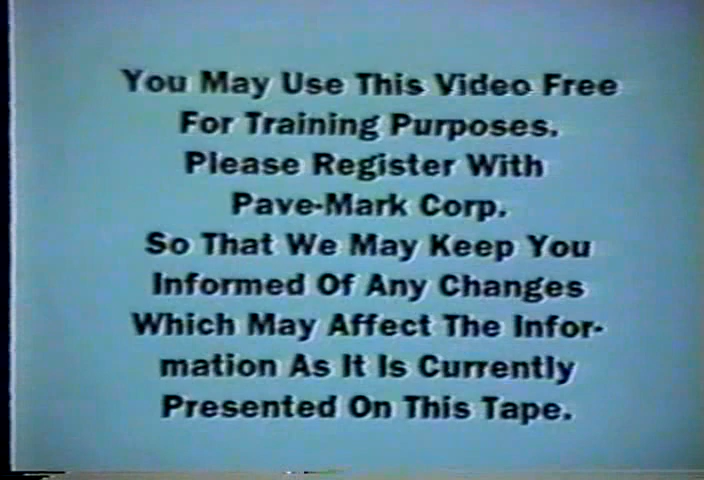 You May Use This Video Free
For Training Purposes.
Please Register With
Pave-Mark Corp.
So That We May Keep You
Informed Of Any Changes
Which May Affect The Infor-
mation As It Is Currently
Presented On This Tape.